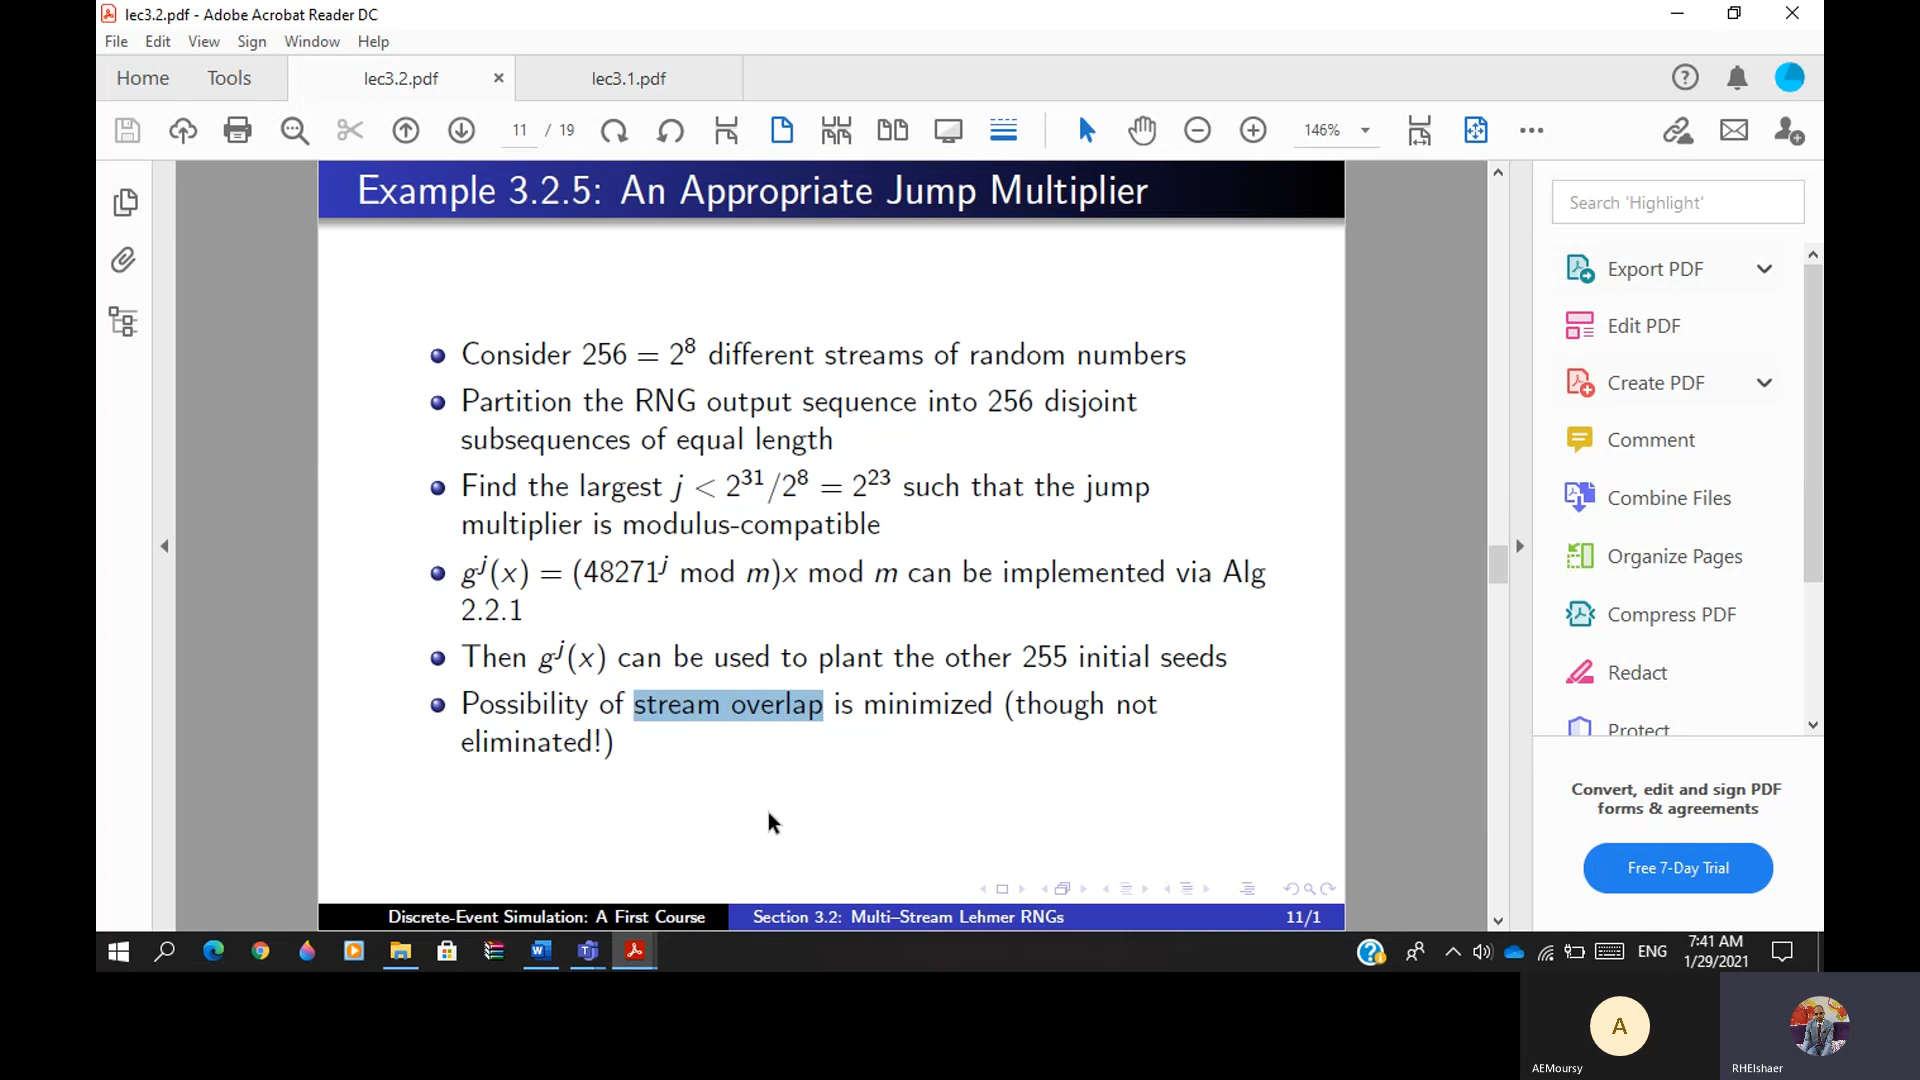 lec3.2.pdf - Adobe Acrobat Reader DC
File Edit View Sign Window Help
Home Tools lec3.2.pdf × lec3.1.pdf
11 / 19 146%
Example 3.2.5: An Appropriate Jump Multiplier
Consider 256 = 2⁸ different streams of random numbers
Partition the RNG output sequence into 256 disjoint
subsequences of equal length
Find the largest j < 2³¹/2⁸ = 2²³ such that the jump
multiplier is modulus-compatible
gʲ(x) = (48271ʲ mod m)x mod m can be implemented via Alg
2.2.1
Then gʲ(x) can be used to plant the other 255 initial seeds
Possibility of stream overlap is minimized (though not
eliminated!)
Discrete-Event Simulation: A First Course Section 3.2: Multi–Stream Lehmer RNGs 11/1
Search 'Highlight'
Export PDF
Edit PDF
Create PDF
Comment
Combine Files
Organize Pages
Compress PDF
Redact
Protect
Convert, edit and sign PDF
forms & agreements
Free 7-Day Trial
ENG
7:41 AM
1/29/2021
A
AEMoursy
RHElshaer